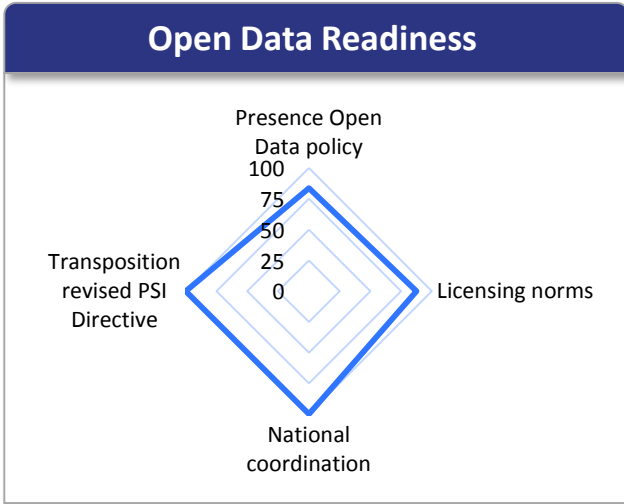 Open Data Readiness
Presence Open
Data policy
100
75
50
25
0
Transposition
revised PSI
Directive
Licensing norms
National
coordination